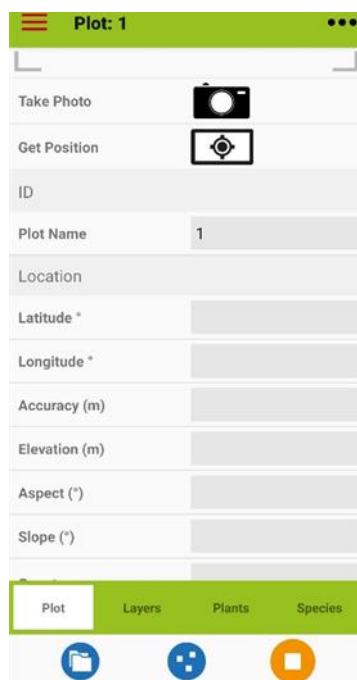 Plot: 1
Take Photo
Get Position
ID
Plot Name 1
Location
Latitude *
Longitude *
Accuracy (m)
Elevation (m)
Aspect (°)
Slope (°)
Plot Layers Plants Species